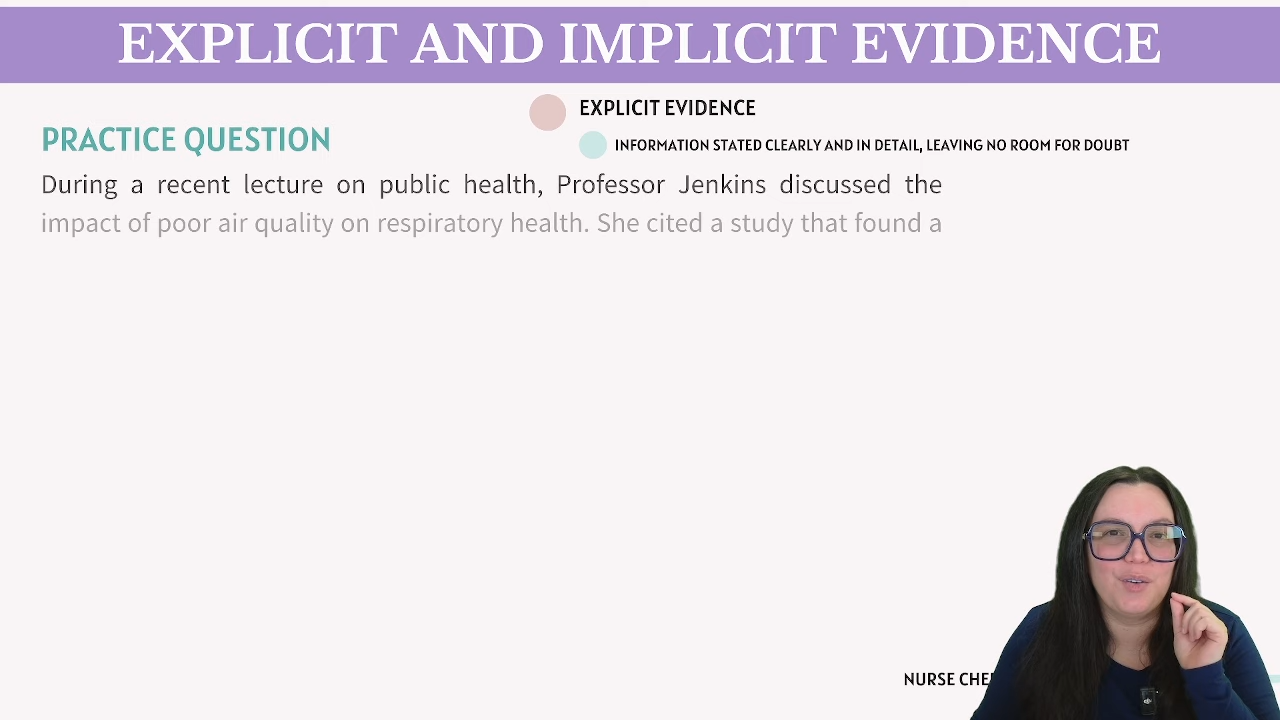 EXPLICIT AND IMPLICIT EVIDENCE
EXPLICIT EVIDENCE
INFORMATION STATED CLEARLY AND IN DETAIL, LEAVING NO ROOM FOR DOUBT
PRACTICE QUESTION
During a recent lecture on public health, Professor Jenkins discussed the
impact of poor air quality on respiratory health. She cited a study that found a
NURSE